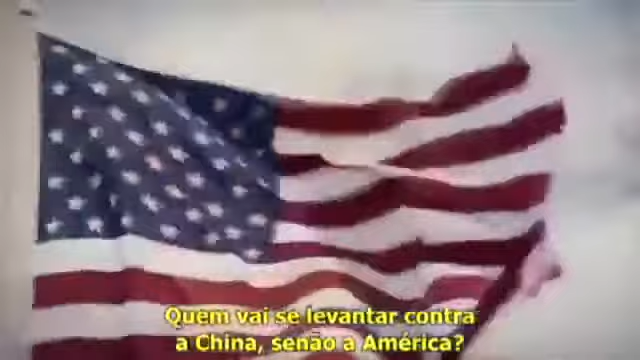 Quem vai se levantar contra
a China, senão a América?